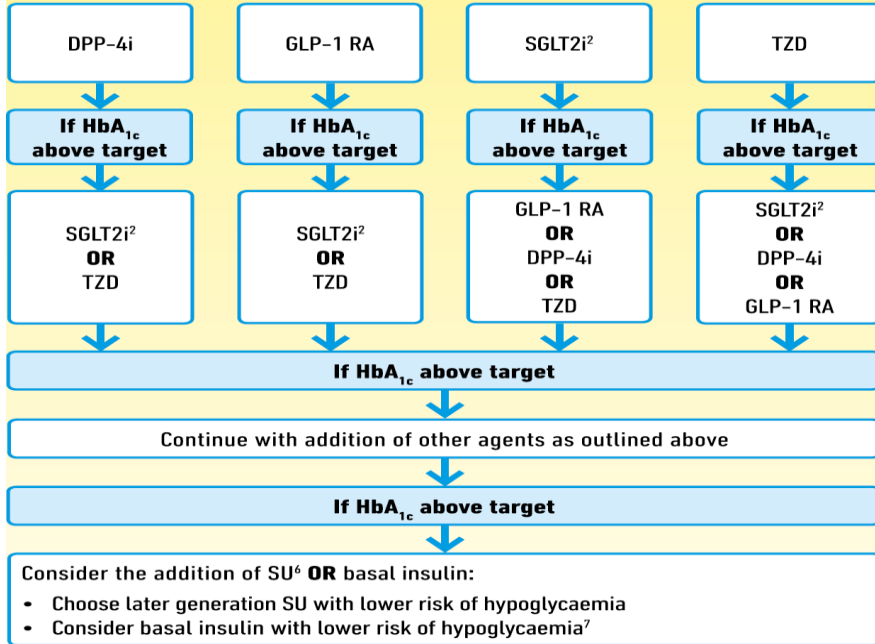 DPP-4i
GLP-1 RA
SGLT2i²
TZD
If HbA₁c
above target
If HbA₁c
above target
If HbA₁c
above target
If HbA₁c
above target
SGLT2i²
OR
TZD
SGLT2i²
OR
TZD
GLP-1 RA
OR
DPP-4i
OR
TZD
SGLT2i²
OR
DPP-4i
OR
GLP-1 RA
If HbA₁c above target
Continue with addition of other agents as outlined above
If HbA₁c above target
Consider the addition of SU⁶ OR basal insulin:
• Choose later generation SU with lower risk of hypoglycaemia
• Consider basal insulin with lower risk of hypoglycaemia⁷